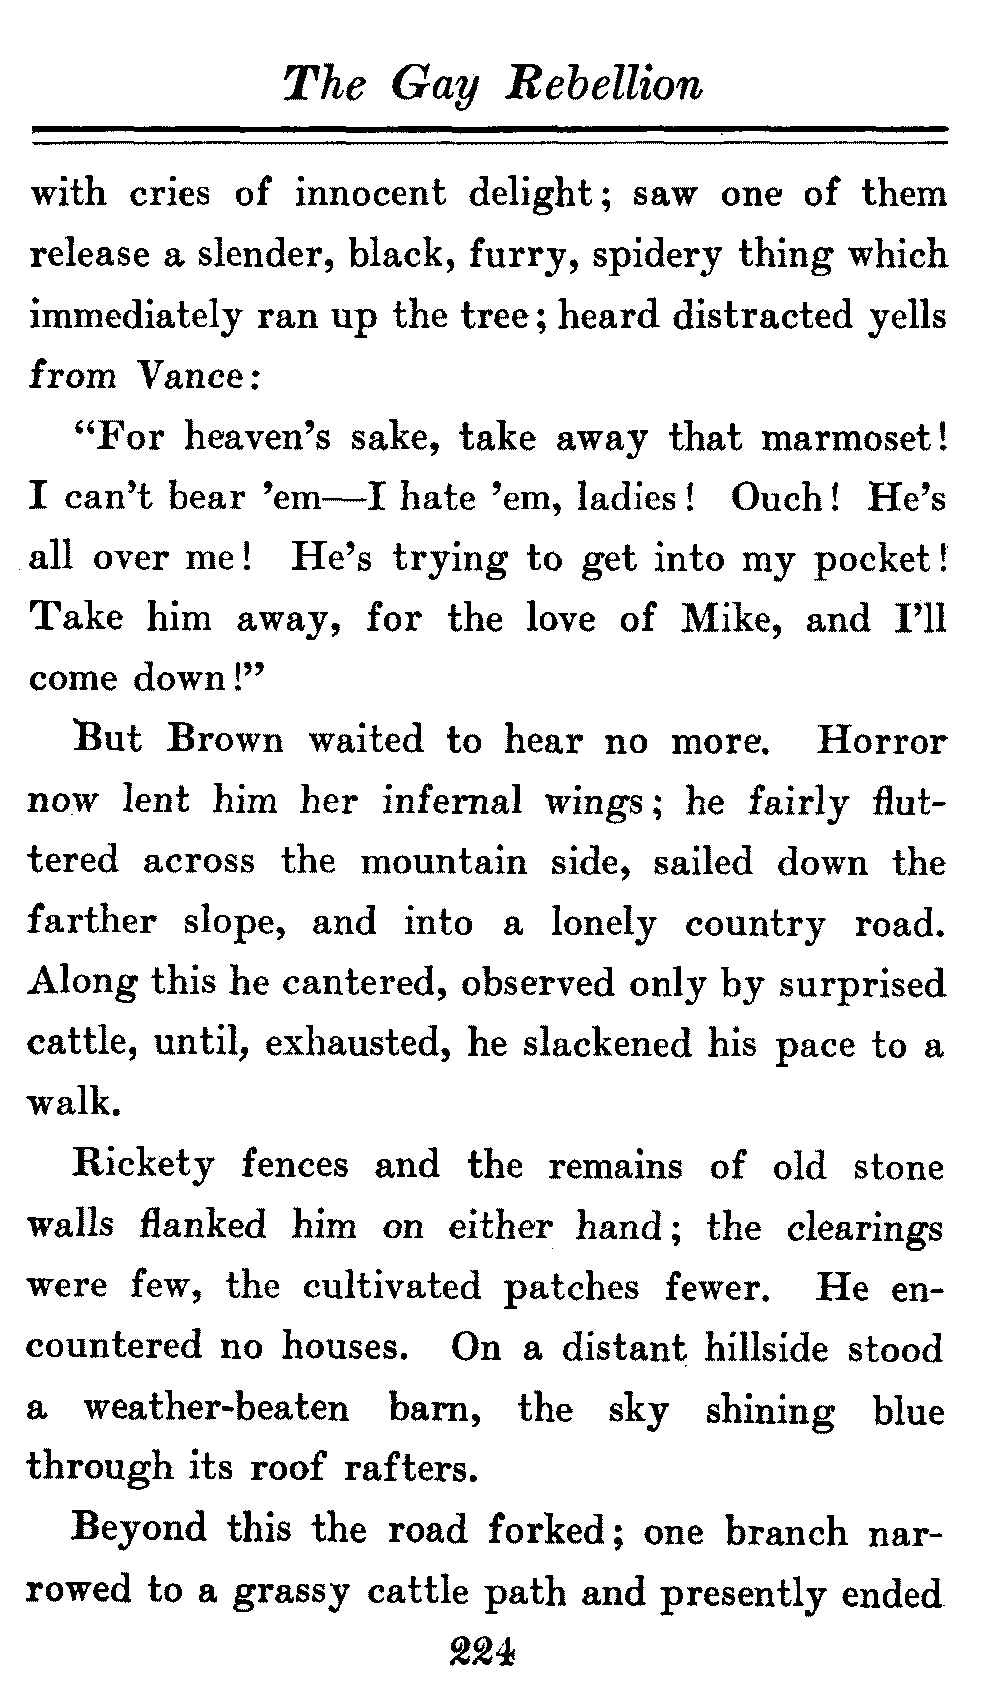 The Gay Rebellion
with cries of innocent delight; saw one of them
release a slender, black, furry, spidery thing which
immediately ran up the tree; heard distracted yells
from Vance:
“For heaven’s sake, take away that marmoset!
I can’t bear ’em—I hate ’em, ladies! Ouch! He’s
all over me! He’s trying to get into my pocket!
Take him away, for the love of Mike, and I’ll
come down!”
But Brown waited to hear no more. Horror
now lent him her infernal wings; he fairly flut-
tered across the mountain side, sailed down the
farther slope, and into a lonely country road.
Along this he cantered, observed only by surprised
cattle, until, exhausted, he slackened his pace to a
walk.
Rickety fences and the remains of old stone
walls flanked him on either hand; the clearings
were few, the cultivated patches fewer. He en-
countered no houses. On a distant hillside stood
a weather-beaten barn, the sky shining blue
through its roof rafters.
Beyond this the road forked; one branch nar-
rowed to a grassy cattle path and presently ended
224